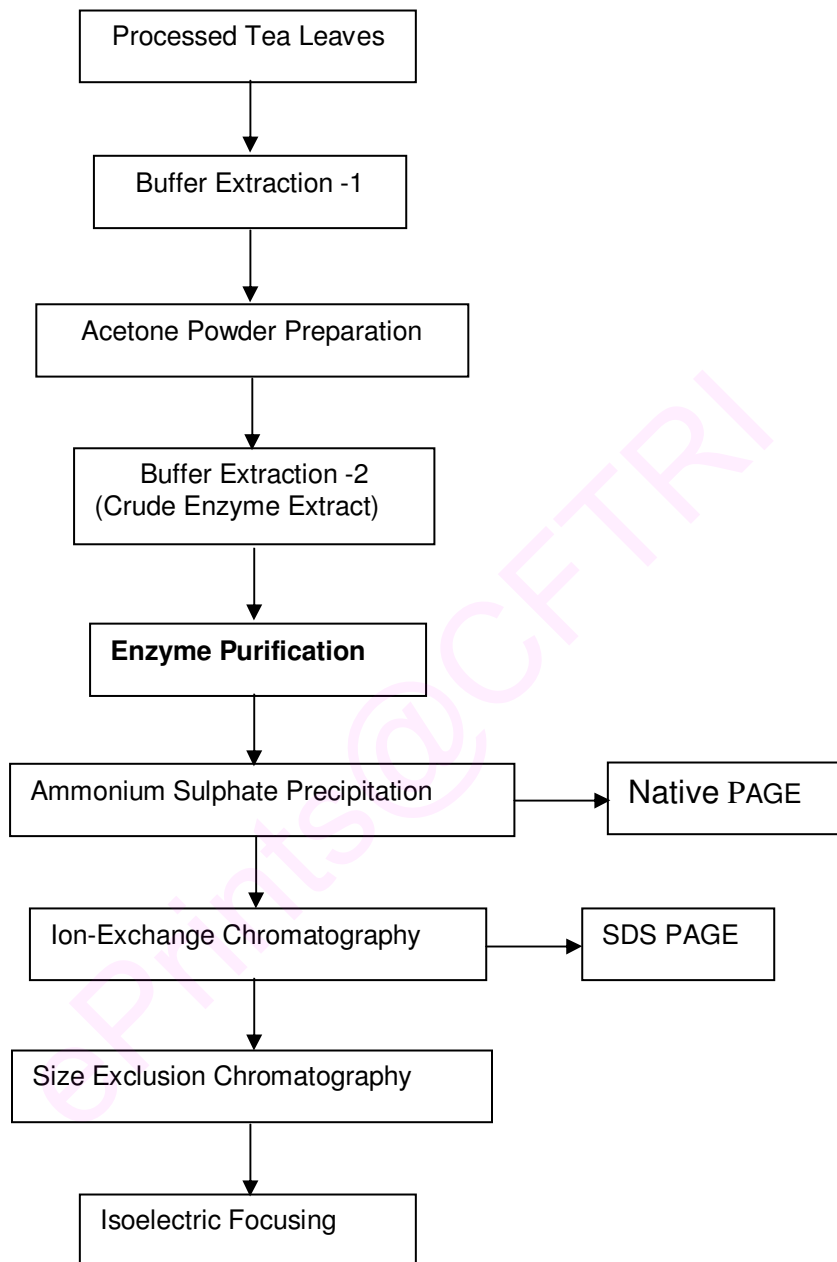 Processed Tea Leaves
Buffer Extraction -1
Acetone Powder Preparation
Buffer Extraction -2
(Crude Enzyme Extract)
Enzyme Purification
Ammonium Sulphate Precipitation
Native PAGE
Ion-Exchange Chromatography
SDS PAGE
Size Exclusion Chromatography
Isoelectric Focusing
ePrints@CFTRI